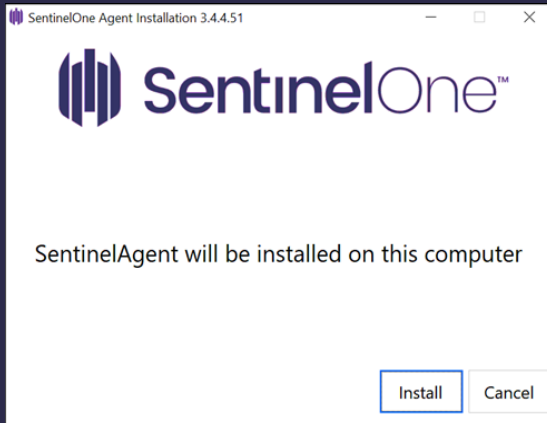 SentinelOne Agent Installation 3.4.4.51
SentinelOne™
SentinelAgent will be installed on this computer
Install Cancel